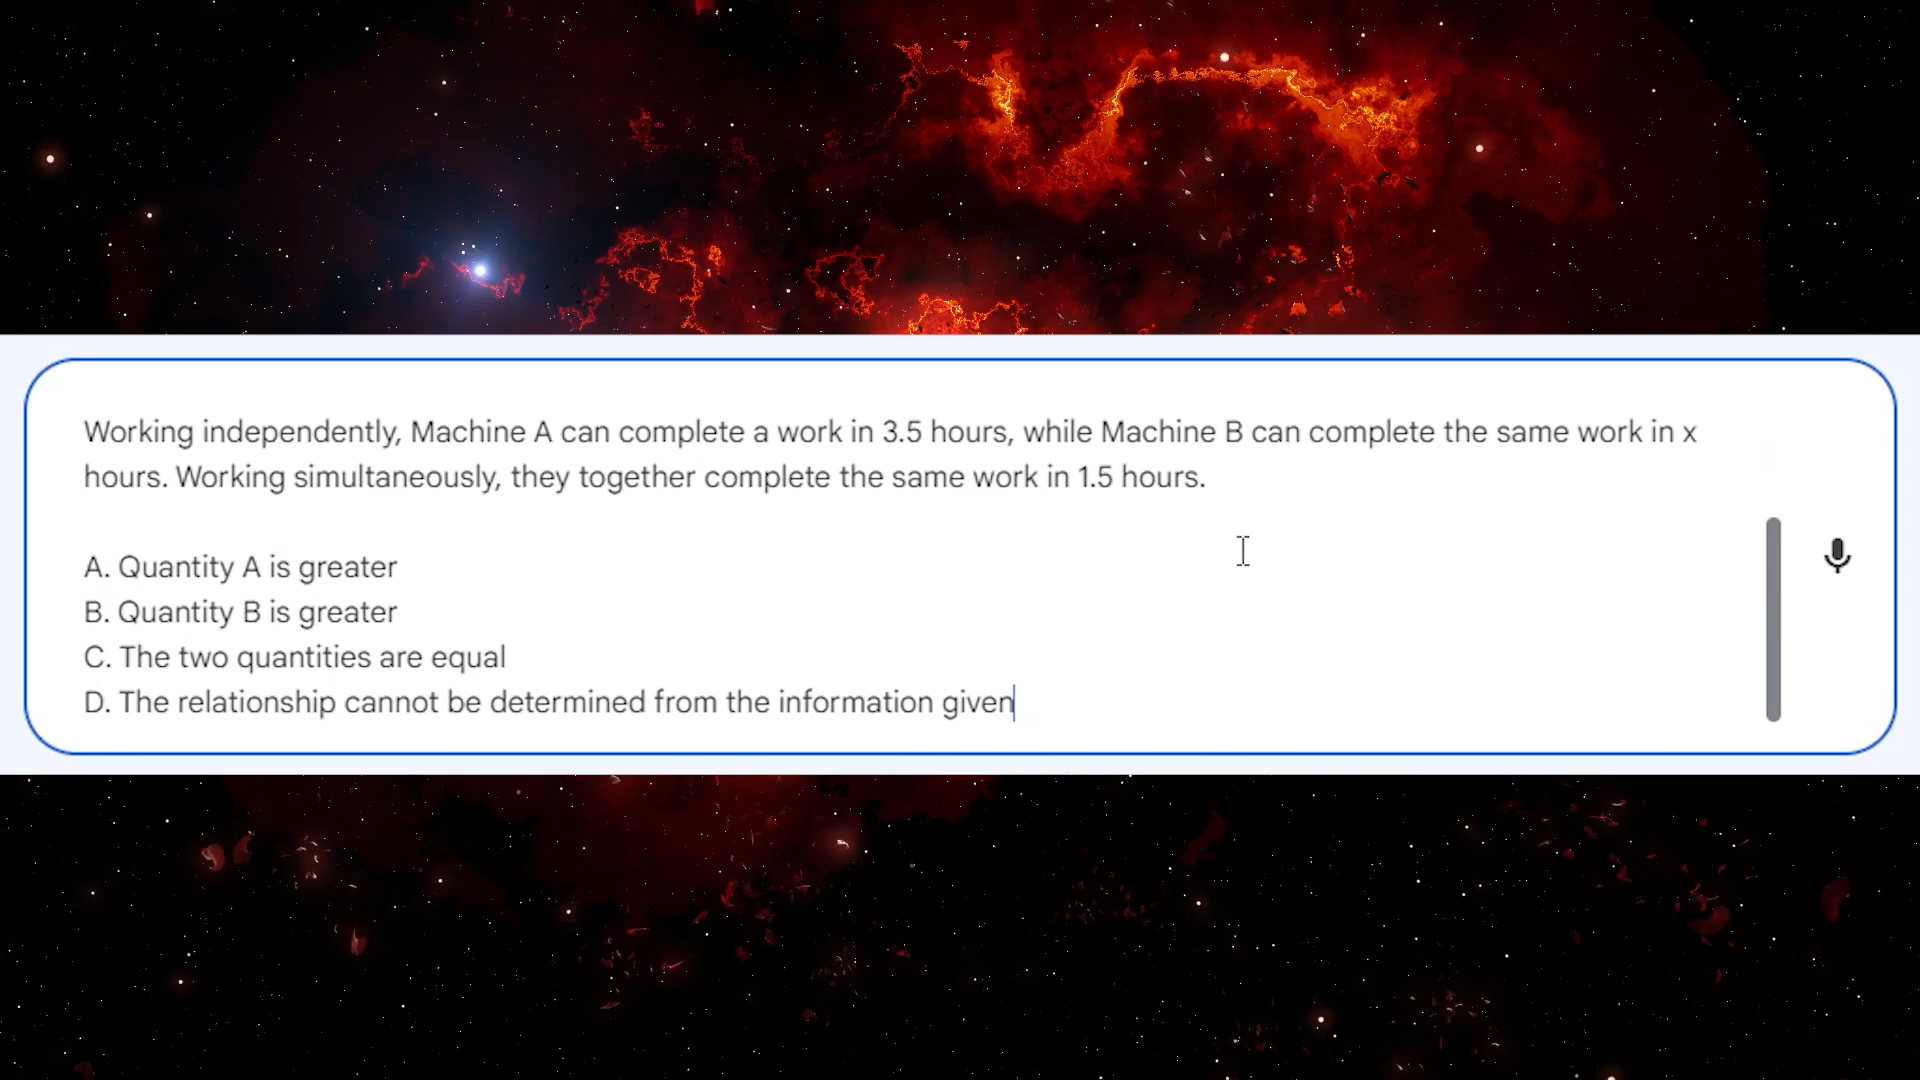 Working independently, Machine A can complete a work in 3.5 hours, while Machine B can complete the same work in x
hours. Working simultaneously, they together complete the same work in 1.5 hours.
A. Quantity A is greater
B. Quantity B is greater
C. The two quantities are equal
D. The relationship cannot be determined from the information given